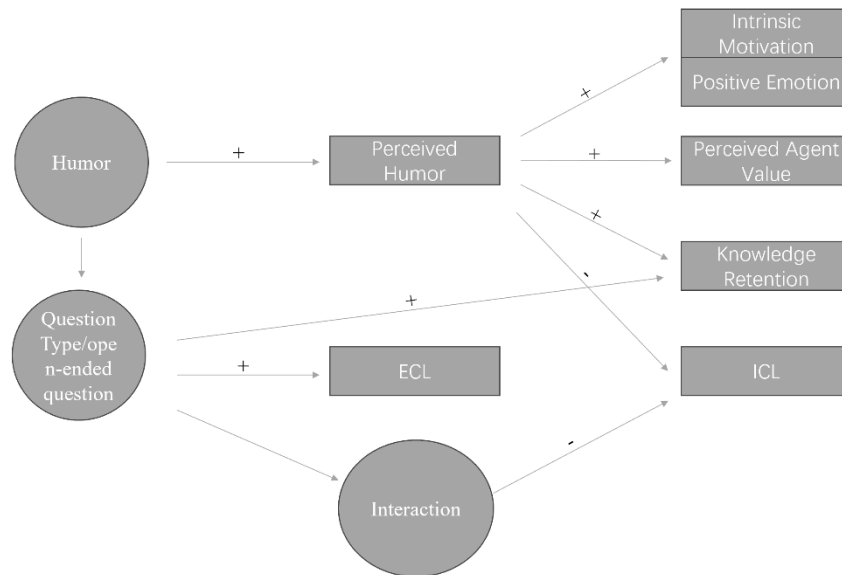 Intrinsic
Motivation
Positive Emotion
+
Humor
+
Perceived
Humor
+
Perceived Agent
Value
+
Knowledge
Retention
-
+
Question
Type/ope
n-ended
question
+
ECL
ICL
-
Interaction